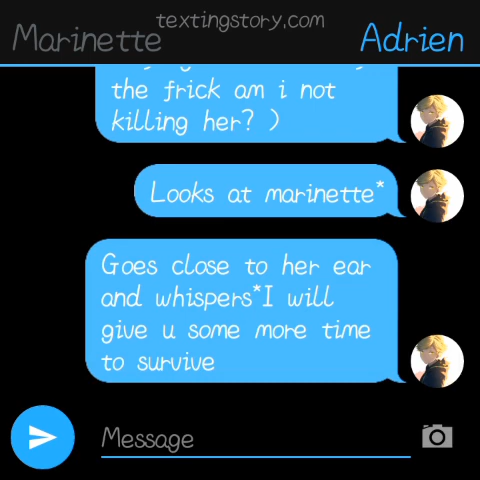 textingstory.com
Marinette
Adrien
the frick am i not
killing her? )
Looks at marinette*
Goes close to her ear
and whispers*I will
give u some more time
to survive
Message